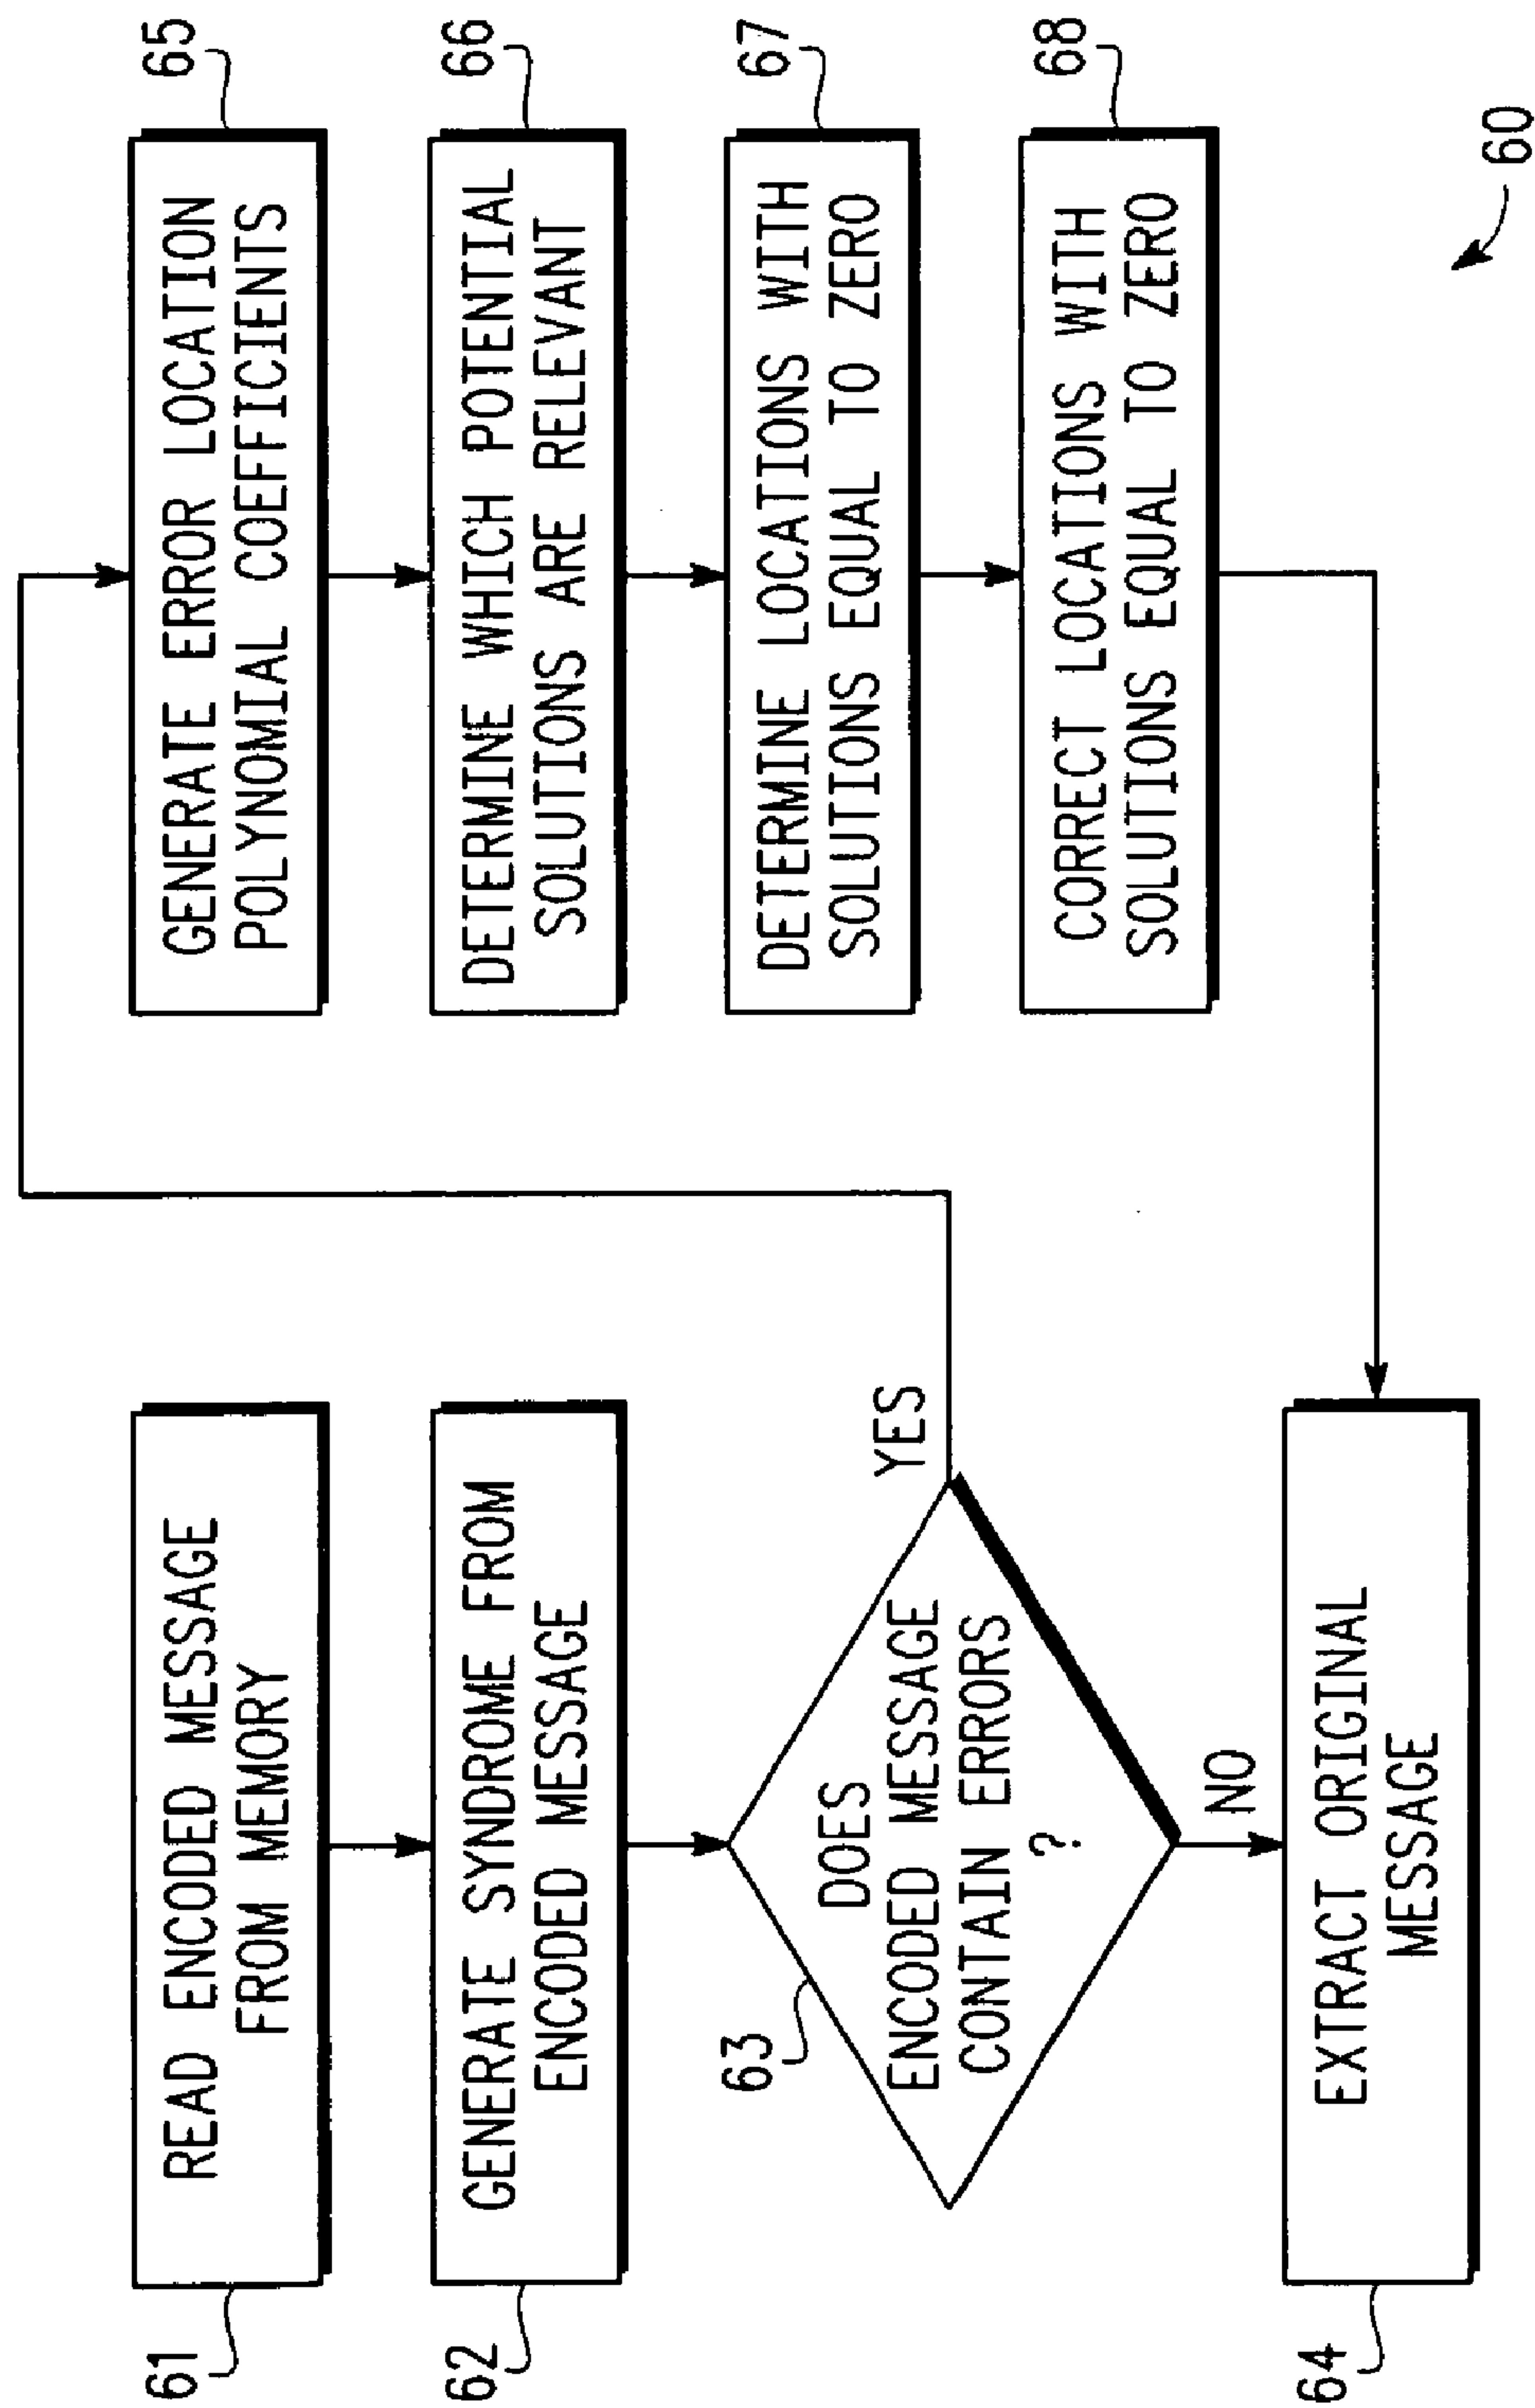 61
READ ENCODED MESSAGE
FROM MEMORY
62
GENERATE SYNDROME FROM
ENCODED MESSAGE
63
DOES
ENCODED MESSAGE
CONTAIN ERRORS
?
YES
NO
64
EXTRACT ORIGINAL
MESSAGE
65
GENERATE ERROR LOCATION
POLYNOMIAL COEFFICIENTS
66
DETERMINE WHICH POTENTIAL
SOLUTIONS ARE RELEVANT
67
DETERMINE LOCATIONS WITH
SOLUTIONS EQUAL TO ZERO
68
CORRECT LOCATIONS WITH
SOLUTIONS EQUAL TO ZERO
60